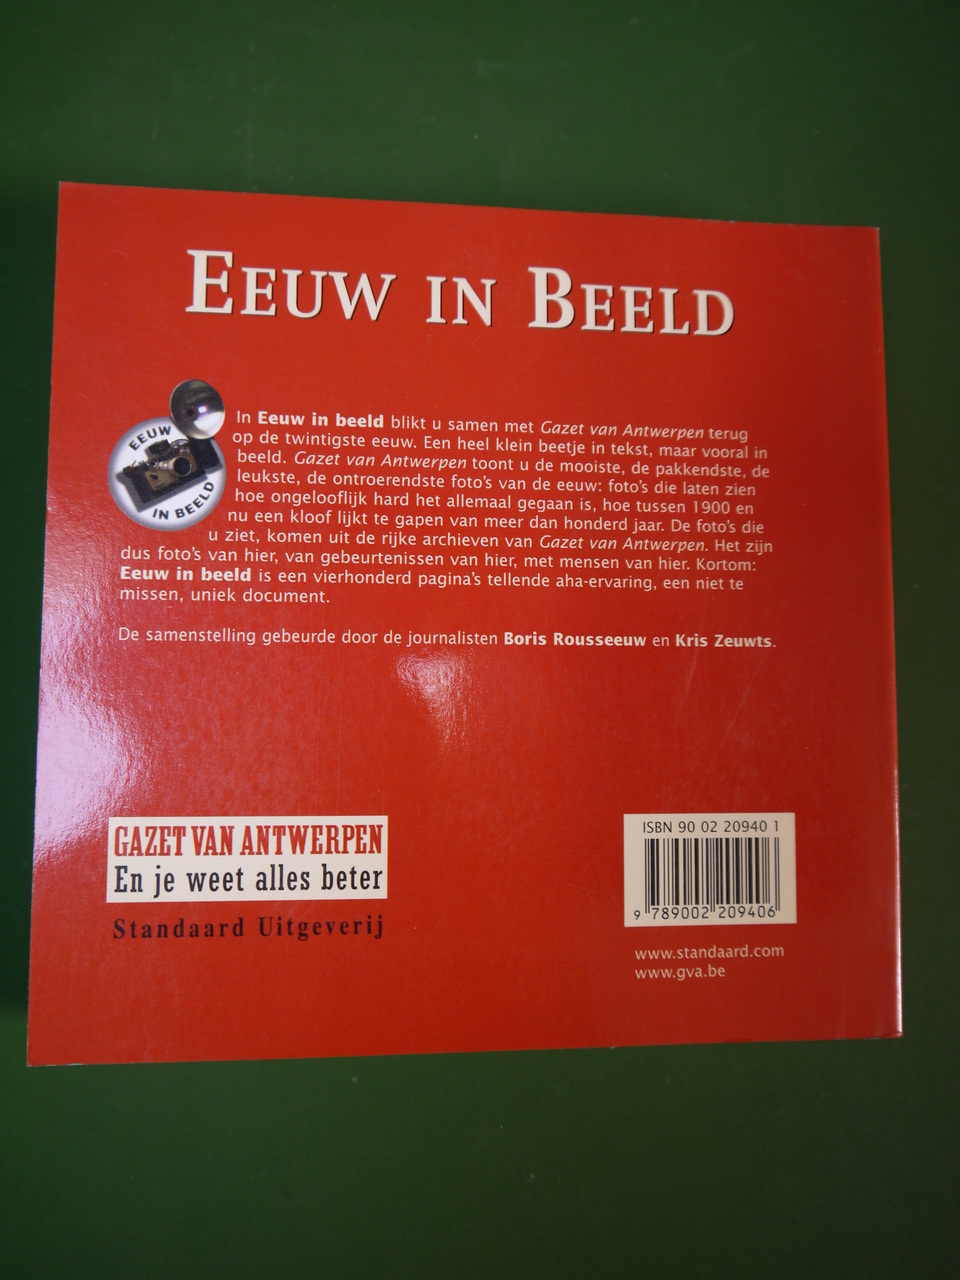 EEUW IN BEELD
EEUW
IN BEELD
In Eeuw in beeld blikt u samen met Gazet van Antwerpen terug
op de twintigste eeuw. Een heel klein beetje in tekst, maar vooral in
beeld. Gazet van Antwerpen toont u de mooiste, de pakkendste, de
leukste, de ontroerendste foto's van de eeuw: foto's die laten zien
hoe ongelooflijk hard het allemaal gegaan is, hoe tussen 1900 en
nu een kloof lijkt te gapen van meer dan honderd jaar. De foto's die
u ziet, komen uit de rijke archieven van Gazet van Antwerpen. Het zijn
dus foto's van hier, van gebeurtenissen van hier, met mensen van hier. Kortom:
Eeuw in beeld is een vierhonderd pagina's tellende aha-ervaring, een niet te
missen, uniek document.
De samenstelling gebeurde door de journalisten Boris Rousseeuw en Kris Zeuwts.
GAZET VAN ANTWERPEN
En je weet alles beter
Standaard Uitgeverij
ISBN 90 02 20940 1
9 789002 209406
www.standaard.com
www.gva.be